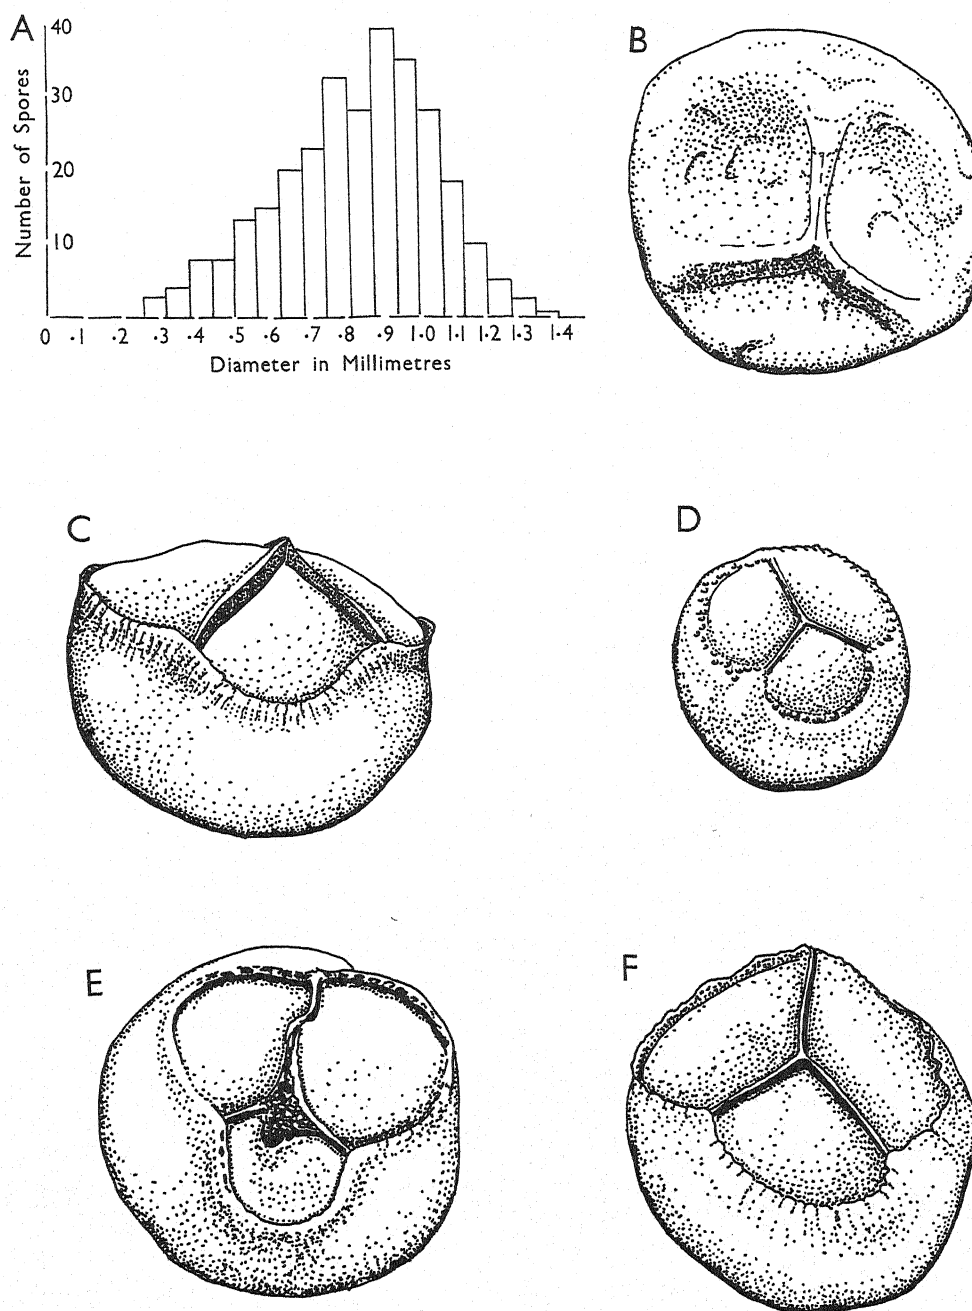 A
40
30
20
10
Number of Spores
0 ·1 ·2 ·3 ·4 ·5 ·6 ·7 ·8 ·9 1·0 1·1 1·2 1·3 1·4
Diameter in Millimetres
B
C
D
E
F